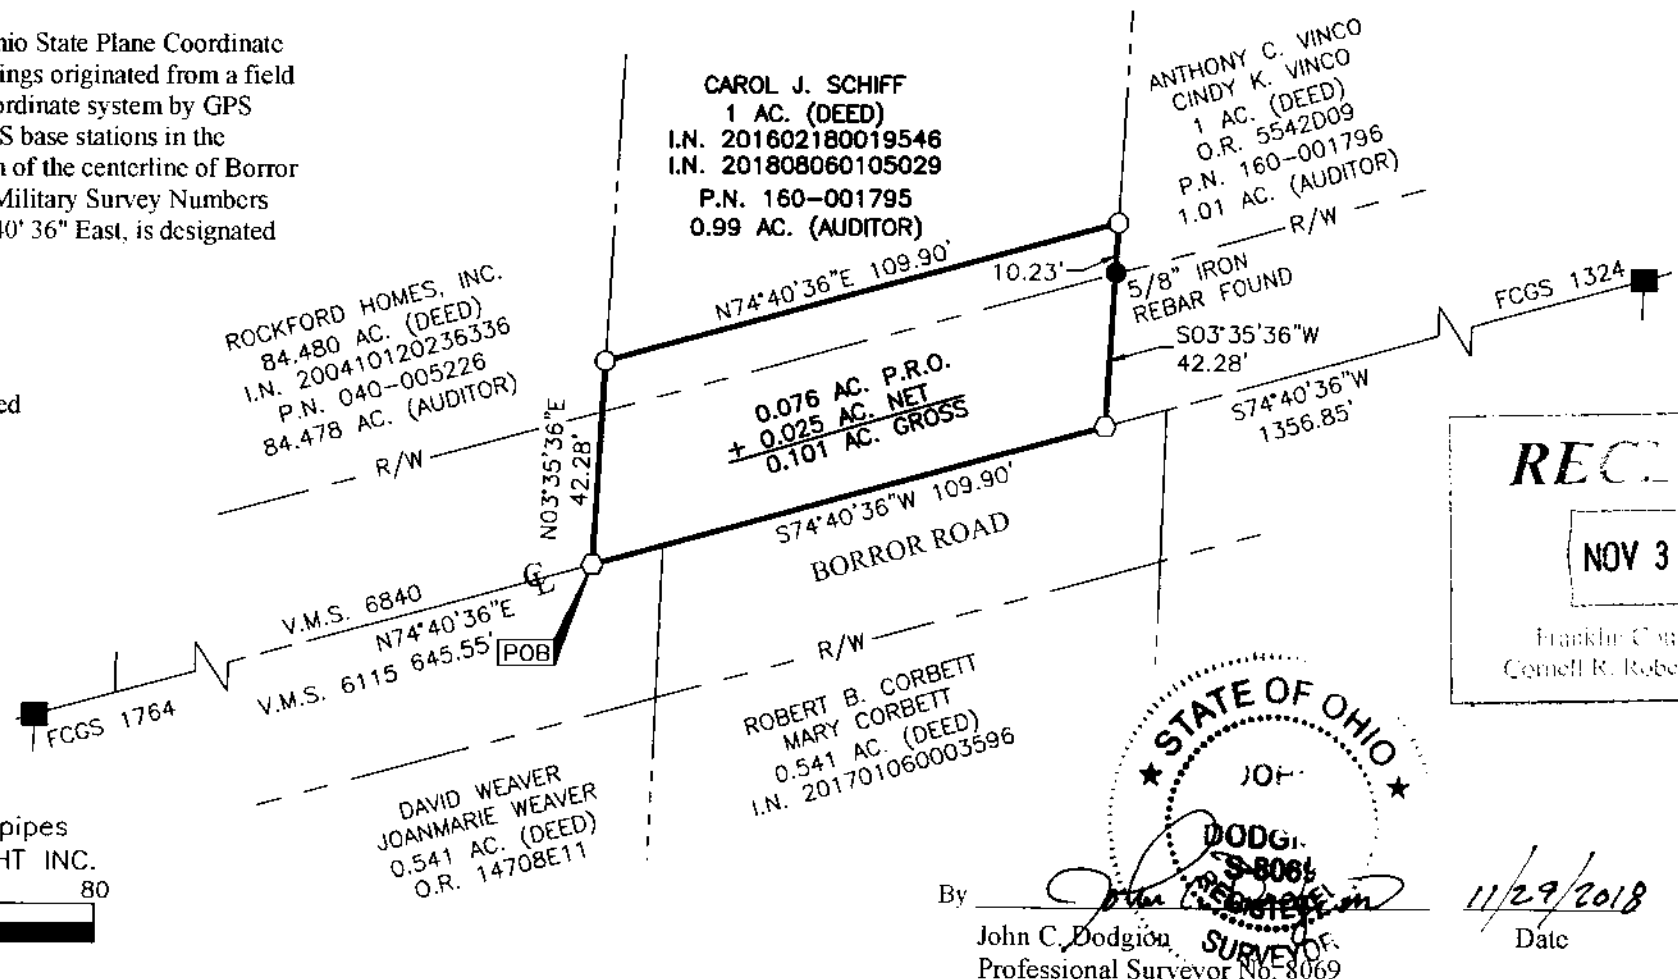 State Plane Coordinate
originated from a field
system by GPS
base stations in the
of the centerline of Borror
Military Survey Numbers
40' 36" East, is designated
CAROL J. SCHIFF
1 AC. (DEED)
I.N. 201602180019546
I.N. 201808060105029
P.N. 160-001795
0.99 AC. (AUDITOR)
ANTHONY C. VINCO
CINDY K. VINCO
1 AC. (DEED)
O.R. 5542D09
P.N. 160-001796
1.01 AC. (AUDITOR)
R/W
ROCKFORD HOMES, INC.
84.480 AC. (DEED)
I.N. 200410120236336
P.N. 040-005226
84.478 AC. (AUDITOR)
R/W
N74°40'36"E 109.90'
10.23'
5/8" IRON
REBAR FOUND
S03°35'36"W
42.28'
FCGS 1324
S74°40'36"W
1356.85'
N03°35'36"E
42.28'
0.076 AC. P.R.O.
+ 0.025 AC. NET
0.101 AC. GROSS
S74°40'36"W 109.90'
BORROR ROAD
CL
V.M.S. 6840
N74°40'36"E
V.M.S. 6115 645.55'
POB
FCGS 1764
R/W
ROBERT B. CORBETT
MARY CORBETT
0.541 AC. (DEED)
I.N. 201701060003596
DAVID WEAVER
JOANMARIE WEAVER
0.541 AC. (DEED)
O.R. 14708E11
pipes
INC.
80
NOV 3
Franklin
Cornell R.
STATE OF OHIO
S-8069
SURVEYOR
By
John C. Dodgion
Professional Surveyor No. 8069
11/29/2018
Date